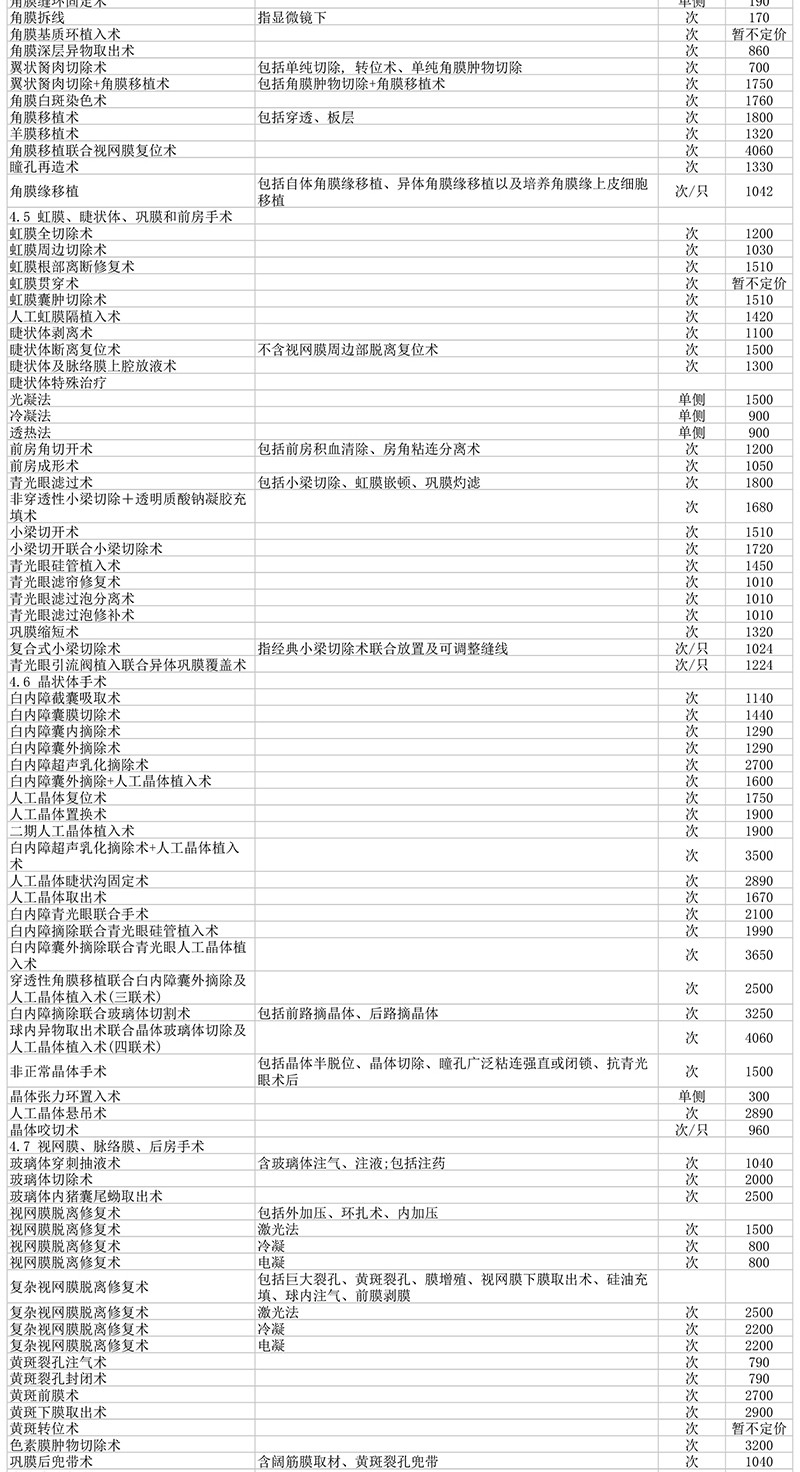 角膜缝环固定术 单侧 190
角膜拆线 指显微镜下 次 170
角膜基质环植入术 次 暂不定价
角膜深层异物取出术 次 860
翼状胬肉切除术 包括单纯切除, 转位术、单纯角膜肿物切除 次 700
翼状胬肉切除+角膜移植术 包括角膜肿物切除+角膜移植术 次 1750
角膜白斑染色术 次 1760
角膜移植术 包括穿透、板层 次 1800
羊膜移植术 次 1320
角膜移植联合视网膜复位术 次 4060
瞳孔再造术 次 1330
角膜缘移植 包括自体角膜缘移植、异体角膜缘移植以及培养角膜缘上皮细胞 次/只 1042
移植
4.5 虹膜、睫状体、巩膜和前房手术
虹膜全切除术 次 1200
虹膜周边切除术 次 1030
虹膜根部离断修复术 次 1510
虹膜贯穿术 次 暂不定价
虹膜囊肿切除术 次 1510
人工虹膜隔植入术 次 1420
睫状体剥离术 次 1100
睫状体断离复位术 不含视网膜周边部脱离复位术 次 1500
睫状体及脉络膜上腔放液术 次 1300
睫状体特殊治疗
光凝法 单侧 1500
冷凝法 单侧 900
透热法 单侧 900
前房角切开术 包括前房积血清除、房角粘连分离术 次 1200
前房成形术 次 1050
青光眼滤过术 包括小梁切除、虹膜嵌顿、巩膜灼滤 次 1800
非穿透性小梁切除＋透明质酸钠凝胶充 次 1680
填术
小梁切开术 次 1510
小梁切开联合小梁切除术 次 1720
青光眼硅管植入术 次 1450
青光眼滤帘修复术 次 1010
青光眼滤过泡分离术 次 1010
青光眼滤过泡修补术 次 1010
巩膜缩短术 次 1320
复合式小梁切除术 指经典小梁切除术联合放置及可调整缝线 次/只 1024
青光眼引流阀植入联合异体巩膜覆盖术 次/只 1224
4.6 晶状体手术
白内障截囊吸取术 次 1140
白内障囊膜切除术 次 1440
白内障囊内摘除术 次 1290
白内障囊外摘除术 次 1290
白内障超声乳化摘除术 次 2700
白内障囊外摘除+人工晶体植入术 次 1600
人工晶体复位术 次 1750
人工晶体置换术 次 1900
二期人工晶体植入术 次 1900
白内障超声乳化摘除术+人工晶体植入 次 3500
术
人工晶体睫状沟固定术 次 2890
人工晶体取出术 次 1670
白内障青光眼联合手术 次 2100
白内障摘除联合青光眼硅管植入术 次 1990
白内障囊外摘除联合青光眼人工晶体植 次 3650
入术
穿透性角膜移植联合白内障囊外摘除及 次 2500
人工晶体植入术(三联术)
白内障摘除联合玻璃体切割术 包括前路摘晶体、后路摘晶体 次 3250
球内异物取出术联合晶体玻璃体切除及 次 4060
人工晶体植入术(四联术)
非正常晶体手术 包括晶体半脱位、晶体切除、瞳孔广泛粘连强直或闭锁、抗青光 次 1500
眼术后
晶体张力环置入术 单侧 300
人工晶体悬吊术 次 2890
晶体咬切术 次/只 960
4.7 视网膜、脉络膜、后房手术
玻璃体穿刺抽液术 含玻璃体注气、注液;包括注药 次 1040
玻璃体切除术 次 2000
玻璃体内猪囊尾蚴取出术 次 2500
视网膜脱离修复术 包括外加压、环扎术、内加压
视网膜脱离修复术 激光法 次 1500
视网膜脱离修复术 冷凝 次 800
视网膜脱离修复术 电凝 次 800
复杂视网膜脱离修复术 包括巨大裂孔、黄斑裂孔、膜增殖、视网膜下膜取出术、硅油充
填、球内注气、前膜剥膜
复杂视网膜脱离修复术 激光法 次 2500
复杂视网膜脱离修复术 冷凝 次 2200
复杂视网膜脱离修复术 电凝 次 2200
黄斑裂孔注气术 次 790
黄斑裂孔封闭术 次 790
黄斑前膜术 次 2700
黄斑下膜取出术 次 2900
黄斑转位术 次 暂不定价
色素膜肿物切除术 次 3200
巩膜后兜带术 含阔筋膜取材、黄斑裂孔兜带 次 1040